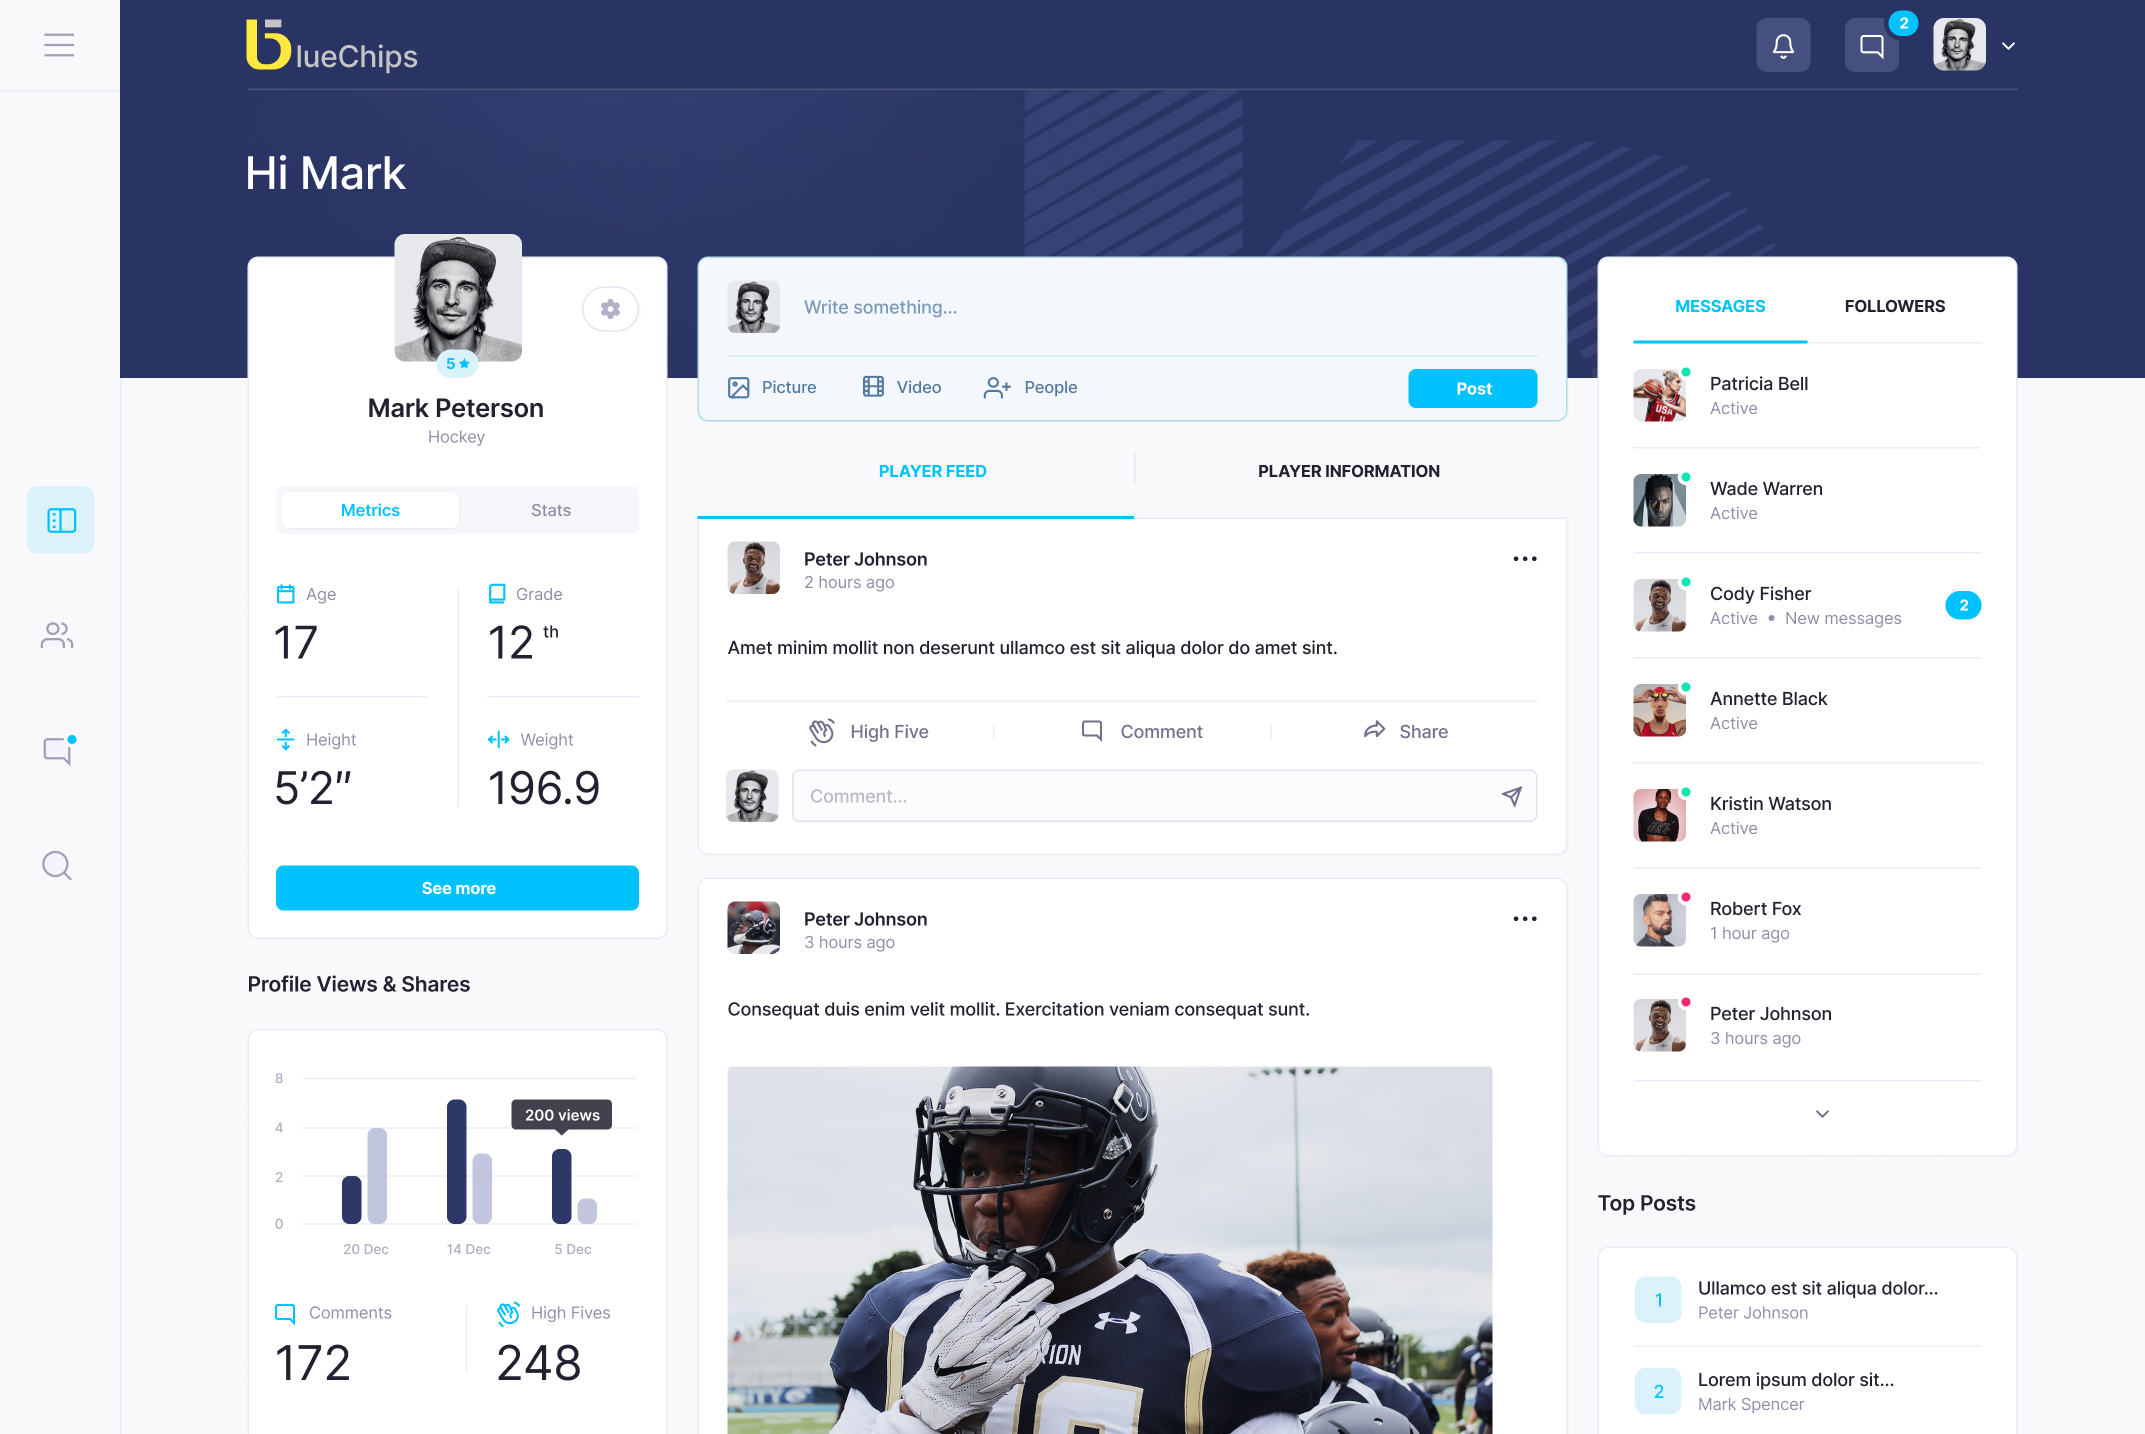 blueChips
2
Hi Mark
5
Mark Peterson
Hockey
Metrics
Stats
Age
17
Grade
12 th
Height
5’2”
Weight
196.9
See more
Profile Views & Shares
8
4
2
0
200 views
20 Dec
14 Dec
5 Dec
Comments
172
High Fives
248
Write something...
Picture
Video
People
Post
PLAYER FEED
PLAYER INFORMATION
Peter Johnson
2 hours ago
Amet minim mollit non deserunt ullamco est sit aliqua dolor do amet sint.
High Five
Comment
Share
Comment...
Peter Johnson
3 hours ago
Consequat duis enim velit mollit. Exercitation veniam consequat sunt.
MESSAGES
FOLLOWERS
Patricia Bell
Active
USA
Wade Warren
Active
Cody Fisher
Active • New messages
2
Annette Black
Active
Kristin Watson
Active
Robert Fox
1 hour ago
Peter Johnson
3 hours ago
Top Posts
1
Ullamco est sit aliqua dolor...
Peter Johnson
2
Lorem ipsum dolor sit...
Mark Spencer